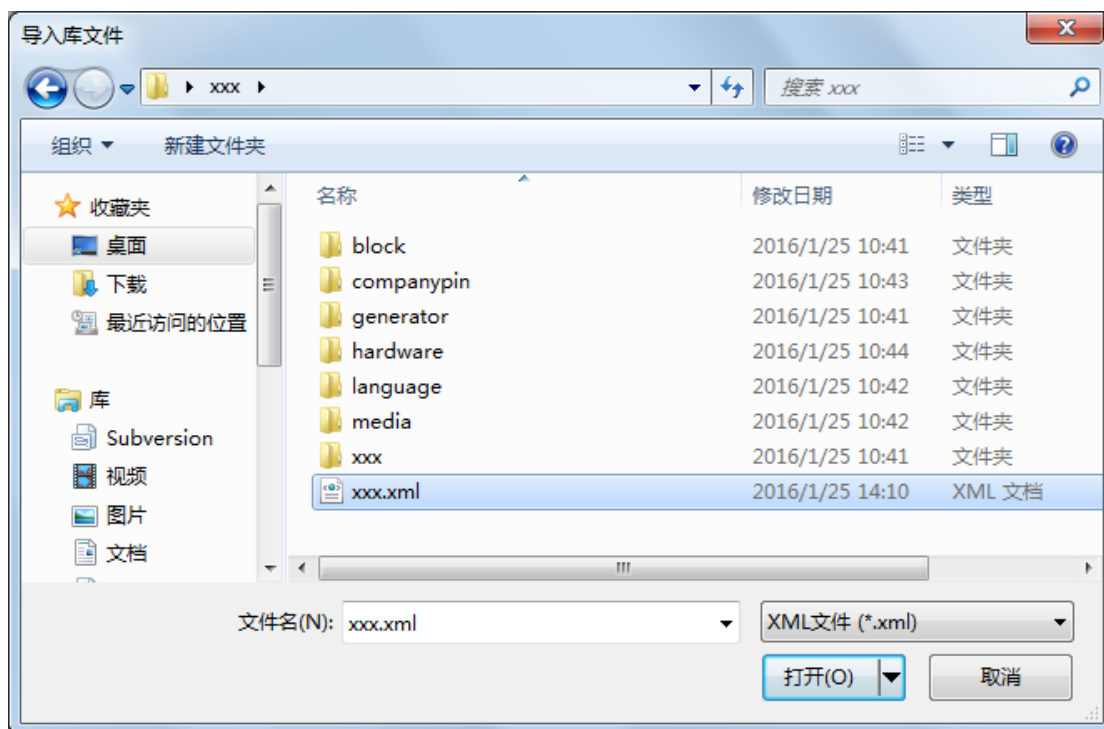 导入库文件
xxx
搜索 xxx
组织
新建文件夹
收藏夹
桌面
下载
最近访问的位置
库
Subversion
视频
图片
文档
名称 修改日期 类型
block 2016/1/25 10:41 文件夹
companypin 2016/1/25 10:43 文件夹
generator 2016/1/25 10:41 文件夹
hardware 2016/1/25 10:44 文件夹
language 2016/1/25 10:42 文件夹
media 2016/1/25 10:42 文件夹
xxx 2016/1/25 10:41 文件夹
xxx.xml 2016/1/25 14:10 XML 文档
文件名(N): xxx.xml
XML文件 (*.xml)
打开(O)
取消